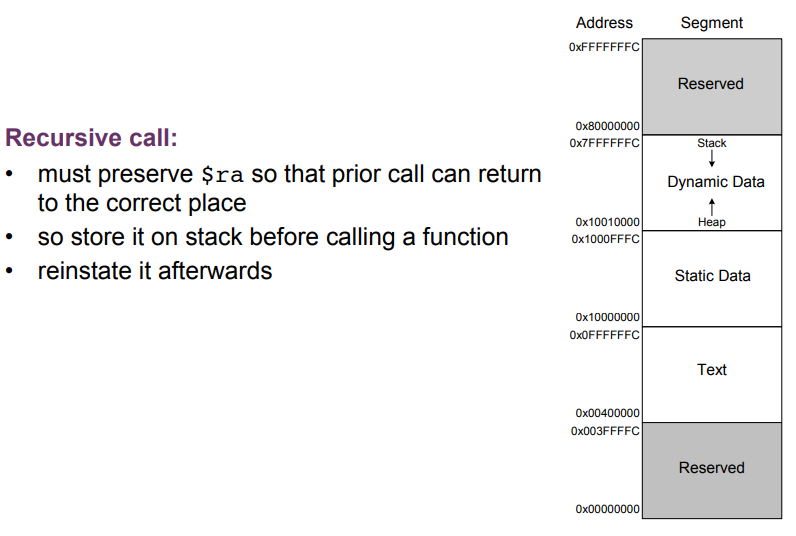 Recursive call:
• must preserve $ra so that prior call can return
to the correct place
• so store it on stack before calling a function
• reinstate it afterwards
Address Segment
0xFFFFFFFC
Reserved
0x80000000
0x7FFFFFFC Stack
Dynamic Data
0x10010000 Heap
0x1000FFFC
Static Data
0x10000000
0x0FFFFFFC
Text
0x00400000
0x003FFFFC
Reserved
0x00000000